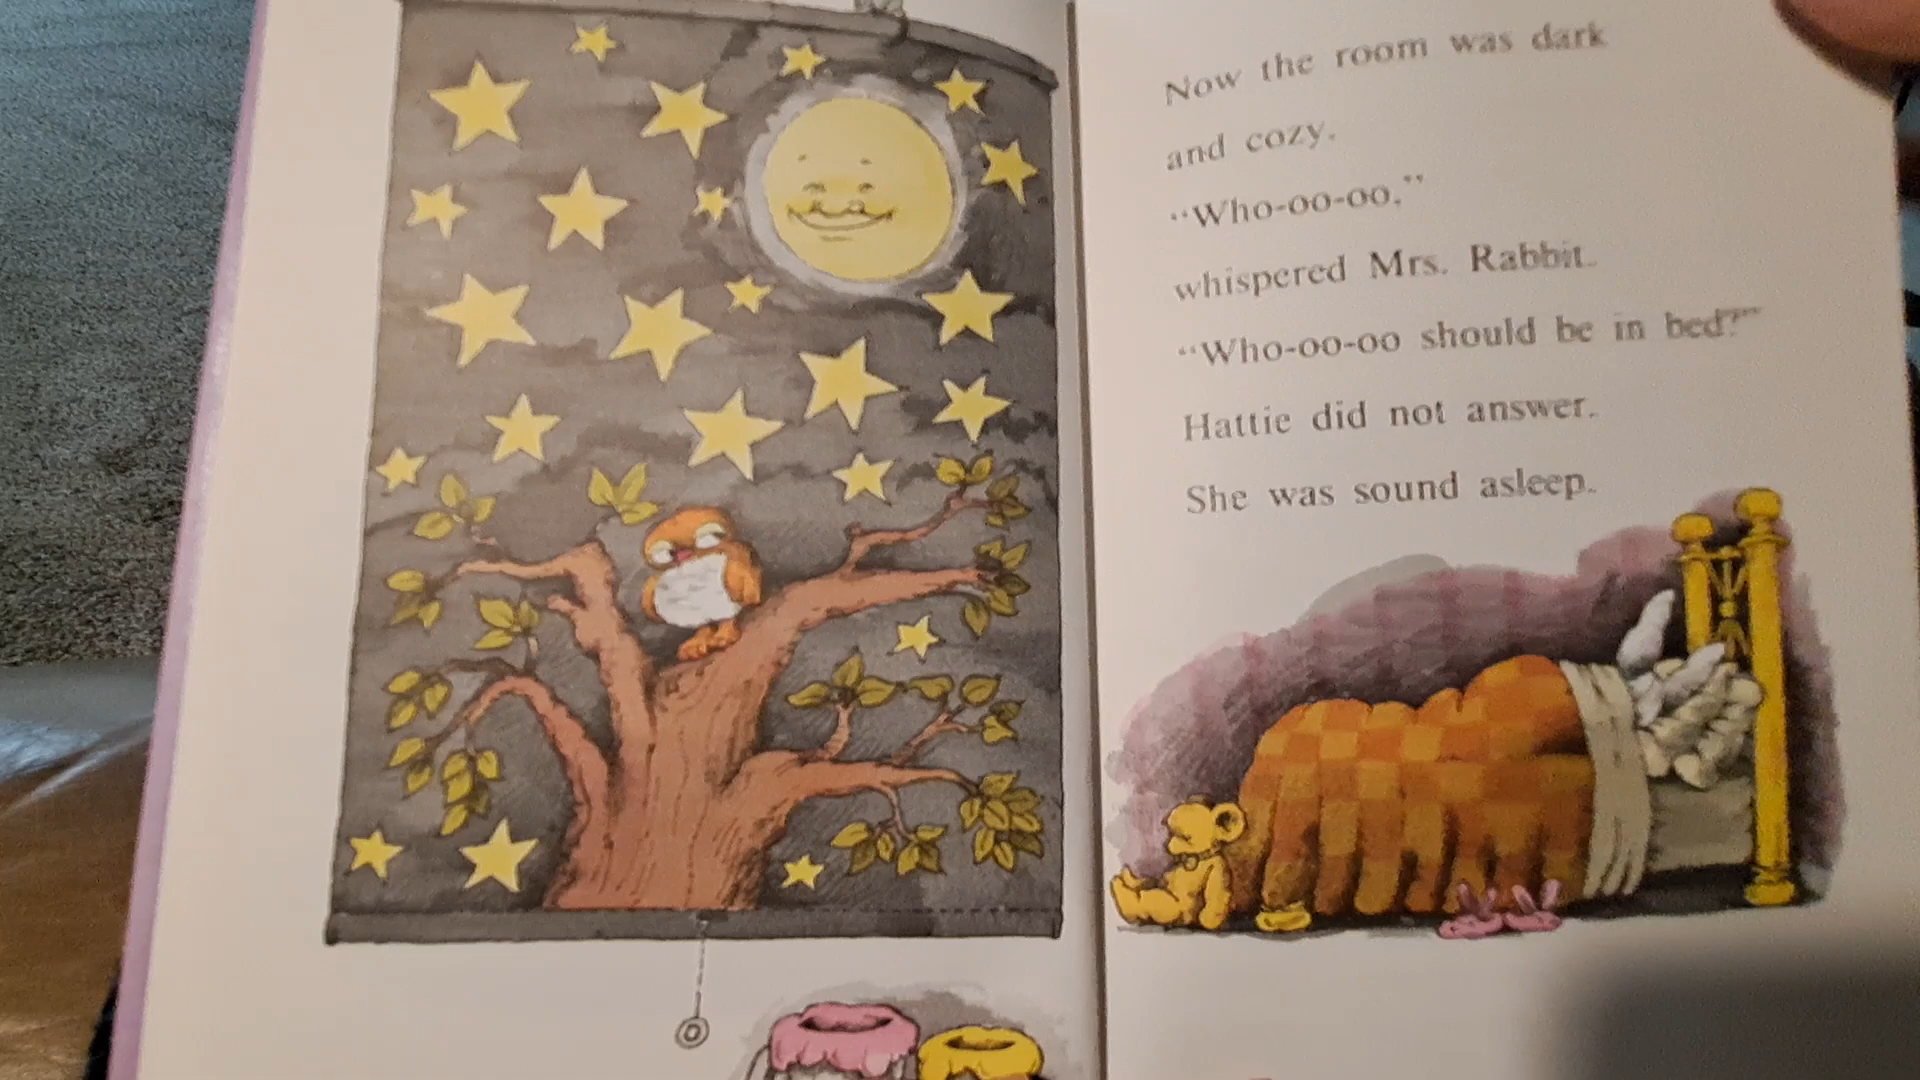 Now the room was dark
and cozy.
“Who-oo-oo,”
whispered Mrs. Rabbit.
“Who-oo-oo should be in bed?”
Hattie did not answer.
She was sound asleep.